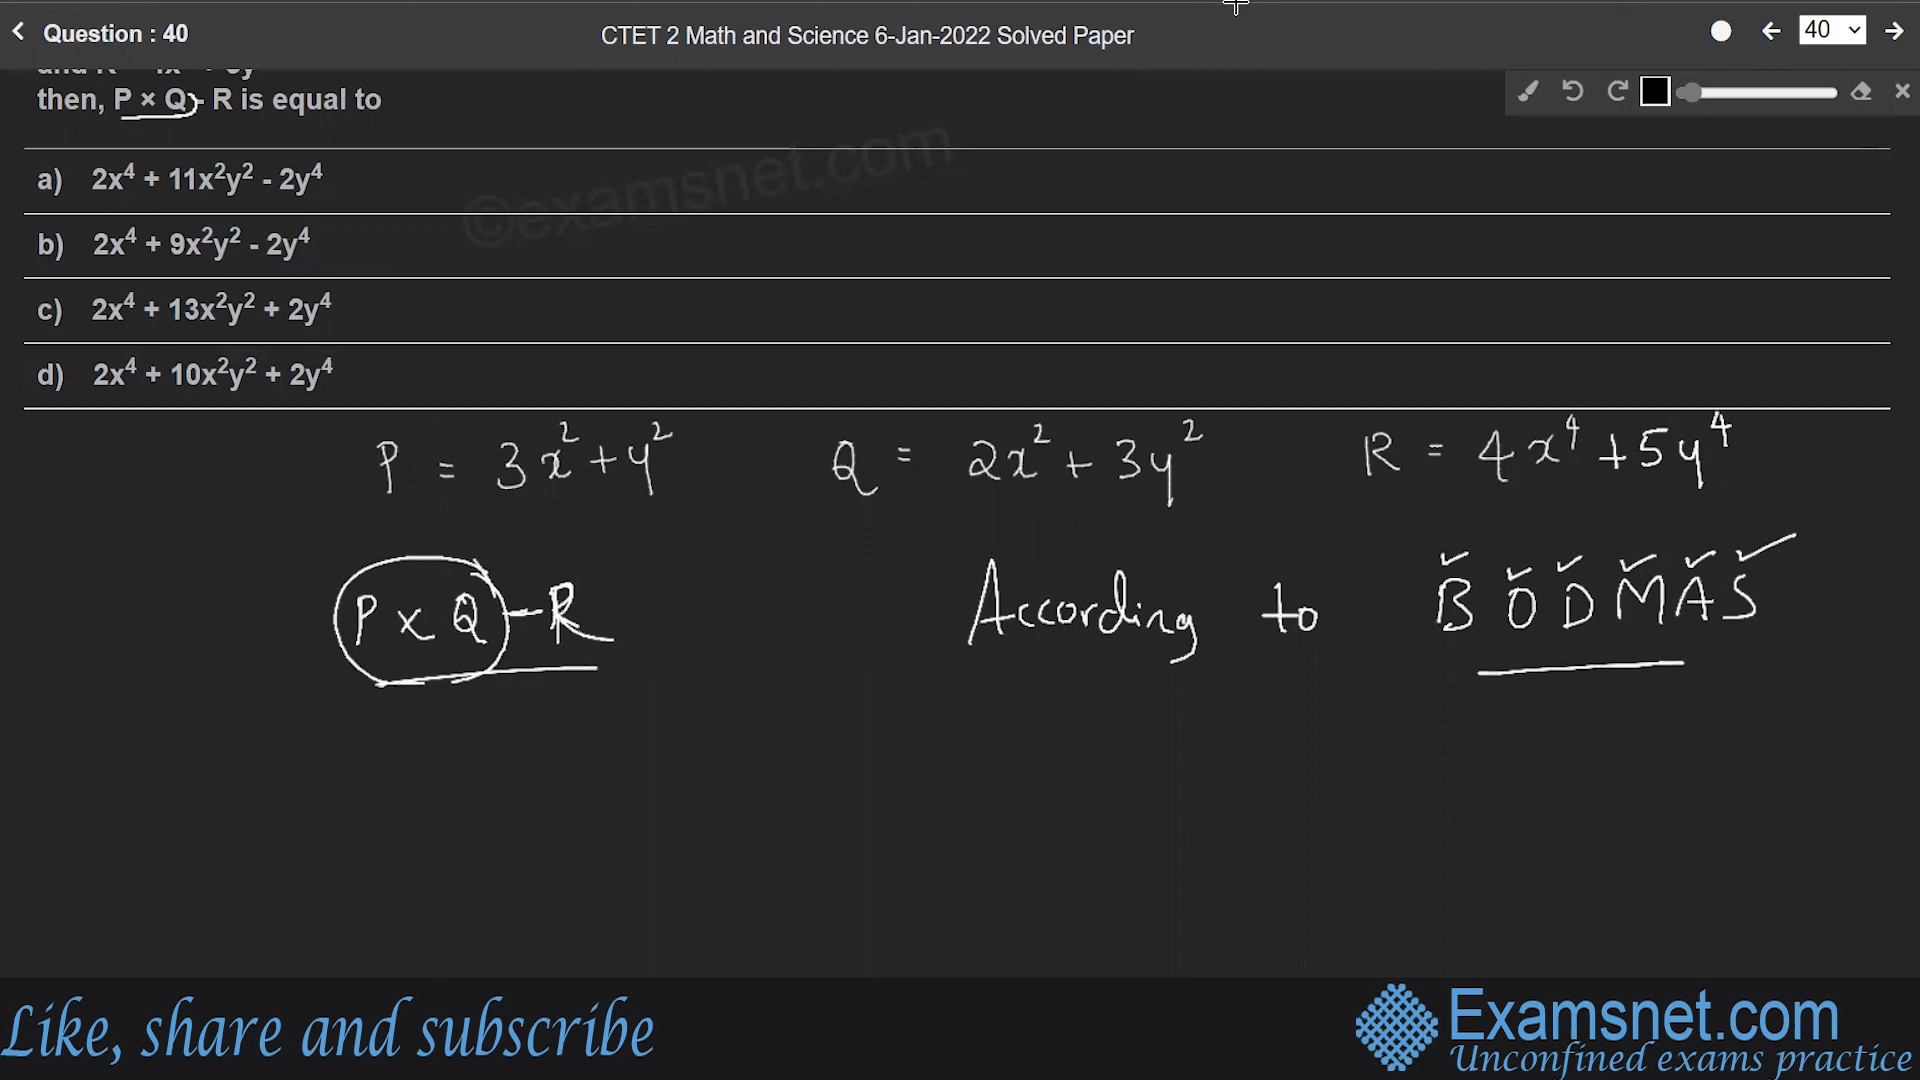 Question : 40
CTET 2 Math and Science 6-Jan-2022 Solved Paper
40
then, P × Q - R is equal to
©examsnet.com
a) 2x⁴ + 11x²y² - 2y⁴
b) 2x⁴ + 9x²y² - 2y⁴
c) 2x⁴ + 13x²y² + 2y⁴
d) 2x⁴ + 10x²y² + 2y⁴
P = 3x² + y² Q = 2x² + 3y² R = 4x⁴ + 5y⁴
P x Q - R According to BODMAS
Like, share and subscribe
Examsnet.com
Unconfined exams practice